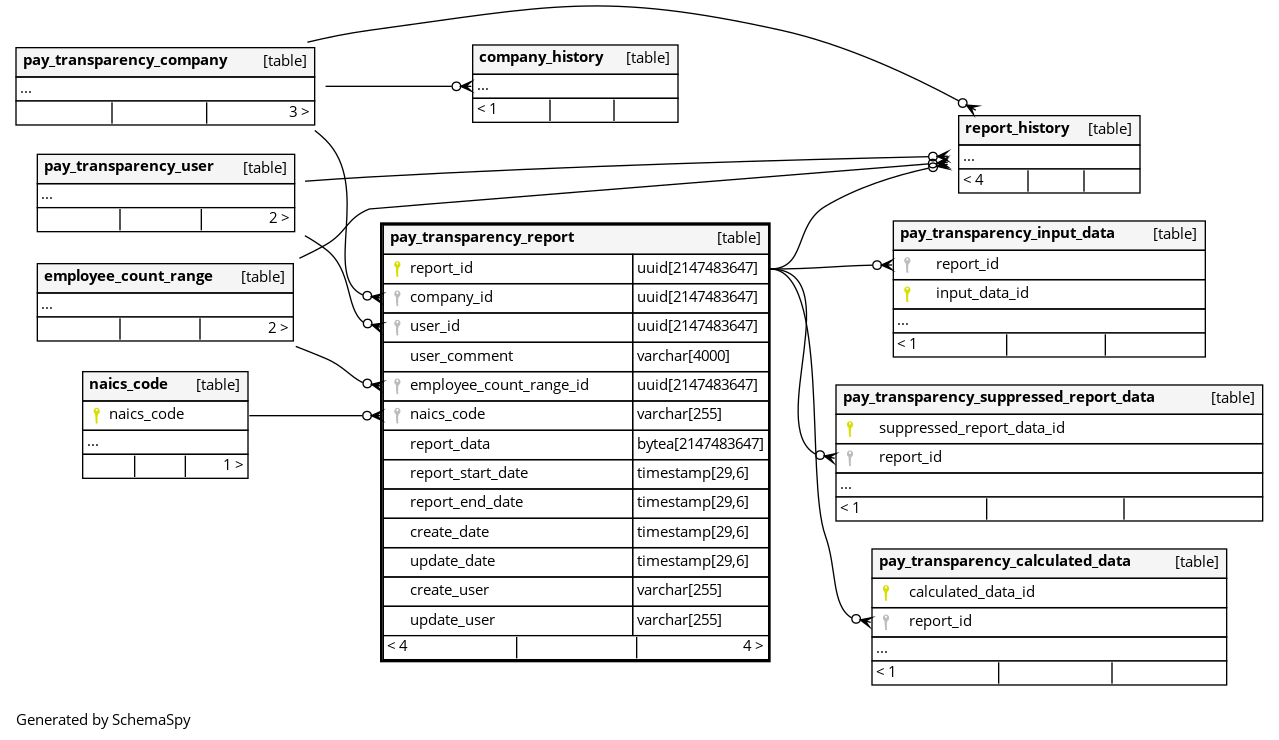 pay_transparency_company [table]
...
3 >
company_history [table]
...
< 1
report_history [table]
...
< 4
pay_transparency_user [table]
...
2 >
employee_count_range [table]
...
2 >
naics_code [table]
naics_code
...
1 >
pay_transparency_report [table]
report_id uuid[2147483647]
company_id uuid[2147483647]
user_id uuid[2147483647]
user_comment varchar[4000]
employee_count_range_id uuid[2147483647]
naics_code varchar[255]
report_data bytea[2147483647]
report_start_date timestamp[29,6]
report_end_date timestamp[29,6]
create_date timestamp[29,6]
update_date timestamp[29,6]
create_user varchar[255]
update_user varchar[255]
< 4 4 >
pay_transparency_input_data [table]
report_id
input_data_id
...
< 1
pay_transparency_suppressed_report_data [table]
suppressed_report_data_id
report_id
...
< 1
pay_transparency_calculated_data [table]
calculated_data_id
report_id
...
< 1
Generated by SchemaSpy